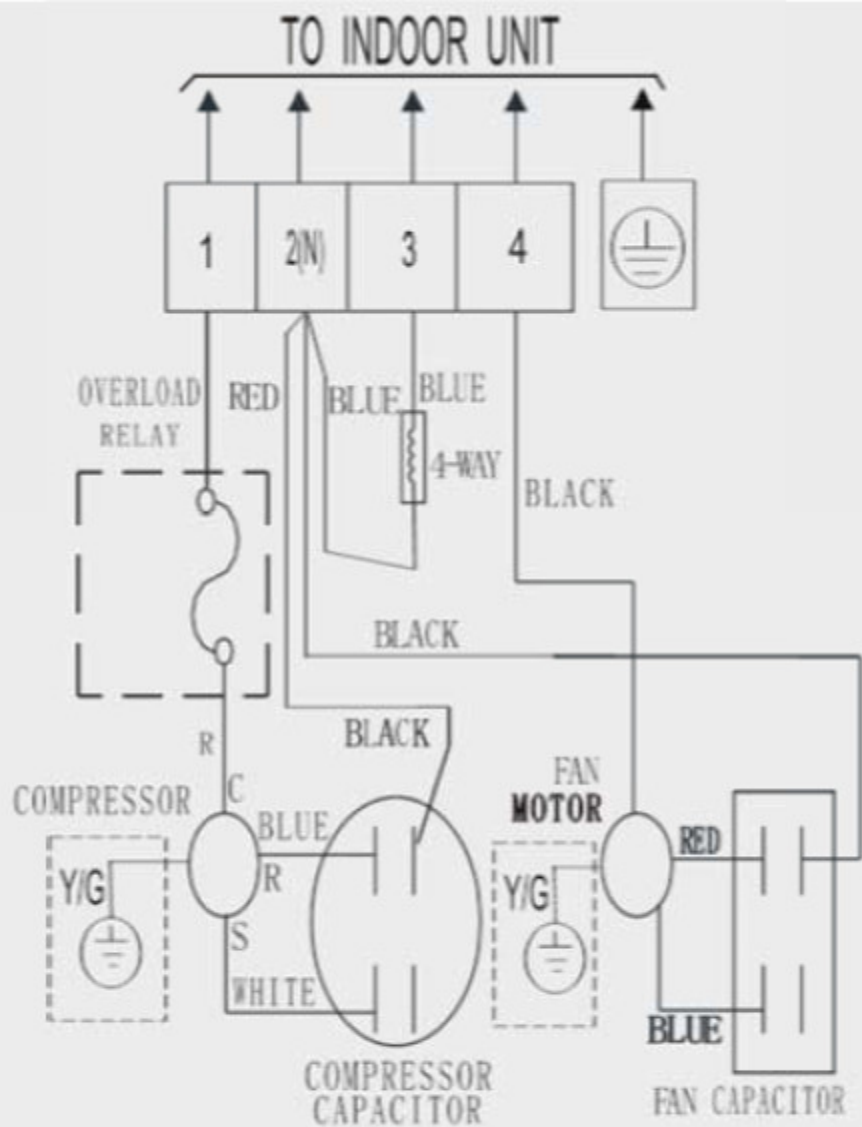 TO INDOOR UNIT
1
2(N)
3
4
OVERLOAD
RELAY
RED
BLUE
BLUE
4-WAY
BLACK
BLACK
R
BLACK
FAN
MOTOR
COMPRESSOR
C
BLUE
R
RED
Y/G
Y/G
S
WHITE
BLUE
COMPRESSOR
CAPACITOR
FAN CAPACITOR